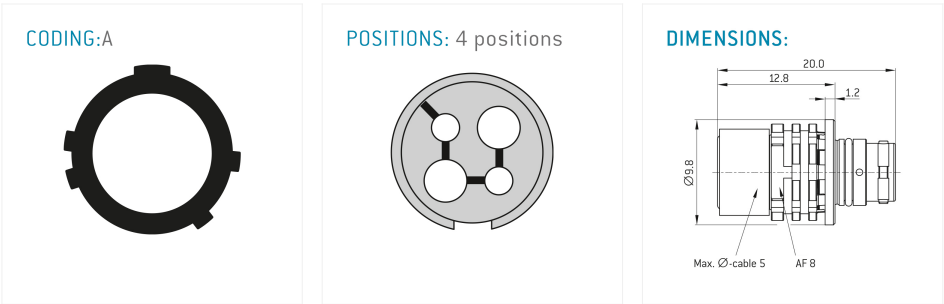 CODING:A
POSITIONS: 4 positions
DIMENSIONS:
20.0
12.8
1.2
Ø9.8
Max. Ø-cable 5
AF 8